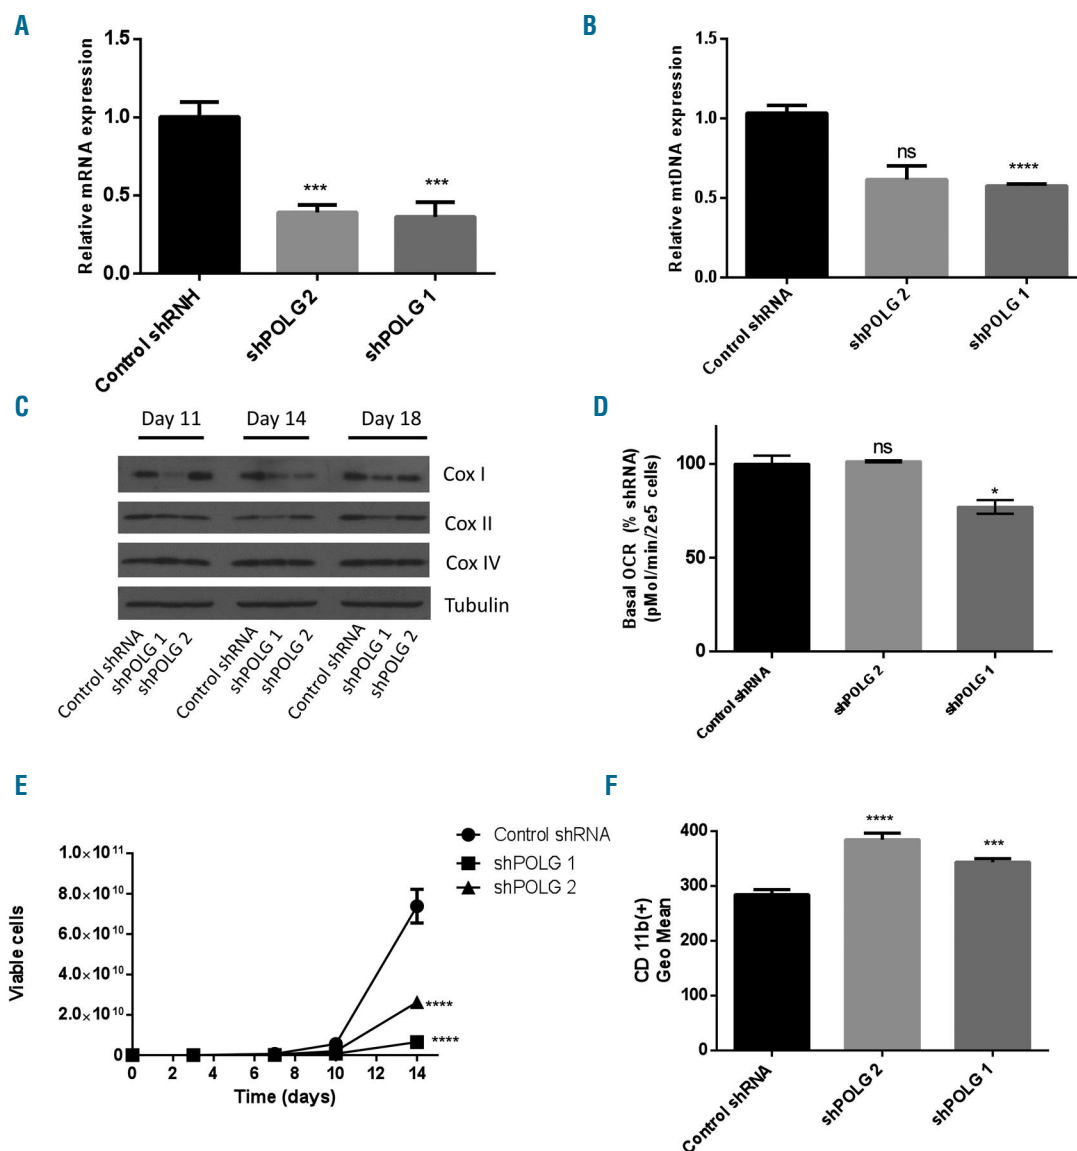 A
Relative mRNA expression
1.5
1.0
0.5
0.0
***
***
Control shRNH
shPOLG 2
shPOLG 1
B
Relative mtDNA expression
1.5
1.0
0.5
0.0
ns
****
Control shRNA
shPOLG 2
shPOLG 1
C
Day 11
Day 14
Day 18
Cox I
Cox II
Cox IV
Tubulin
Control shRNA
shPOLG 1
shPOLG 2
Control shRNA
shPOLG 1
shPOLG 2
Control shRNA
shPOLG 1
shPOLG 2
D
Basal OCR (% shRNA)
(pMol/min/2e5 cells)
100
50
0
ns
*
Control shRNA
shPOLG 2
shPOLG 1
E
Control shRNA
shPOLG 1
shPOLG 2
Viable cells
1.0×10¹¹
8.0×10¹⁰
6.0×10¹⁰
4.0×10¹⁰
2.0×10¹⁰
0
****
****
0 2 4 6 8 10 12 14
Time (days)
F
CD 11b(+)
Geo Mean
400
300
200
100
0
****
***
Control shRNA
shPOLG 2
shPOLG 1